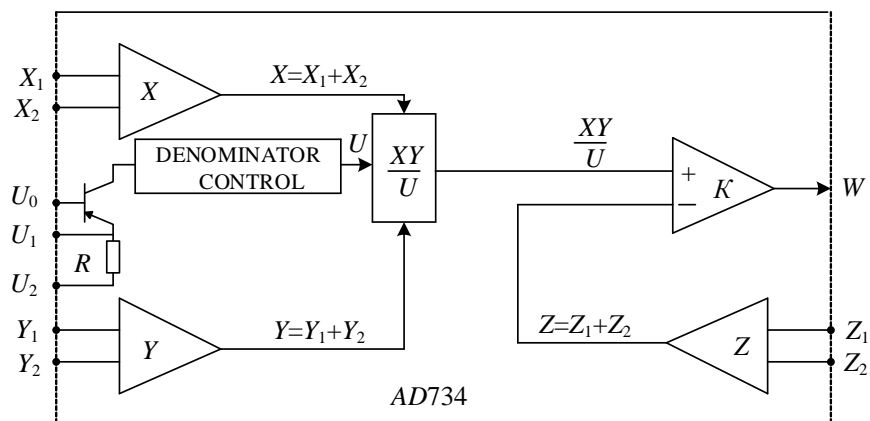 X₁
X₂
X
X=X₁+X₂
U
DENOMINATOR
CONTROL
XY
U
XY
U
+
−
К
W
U₀
U₁
U₂
R
Y₁
Y₂
Y
Y=Y₁+Y₂
Z=Z₁+Z₂
Z
Z₁
Z₂
AD734